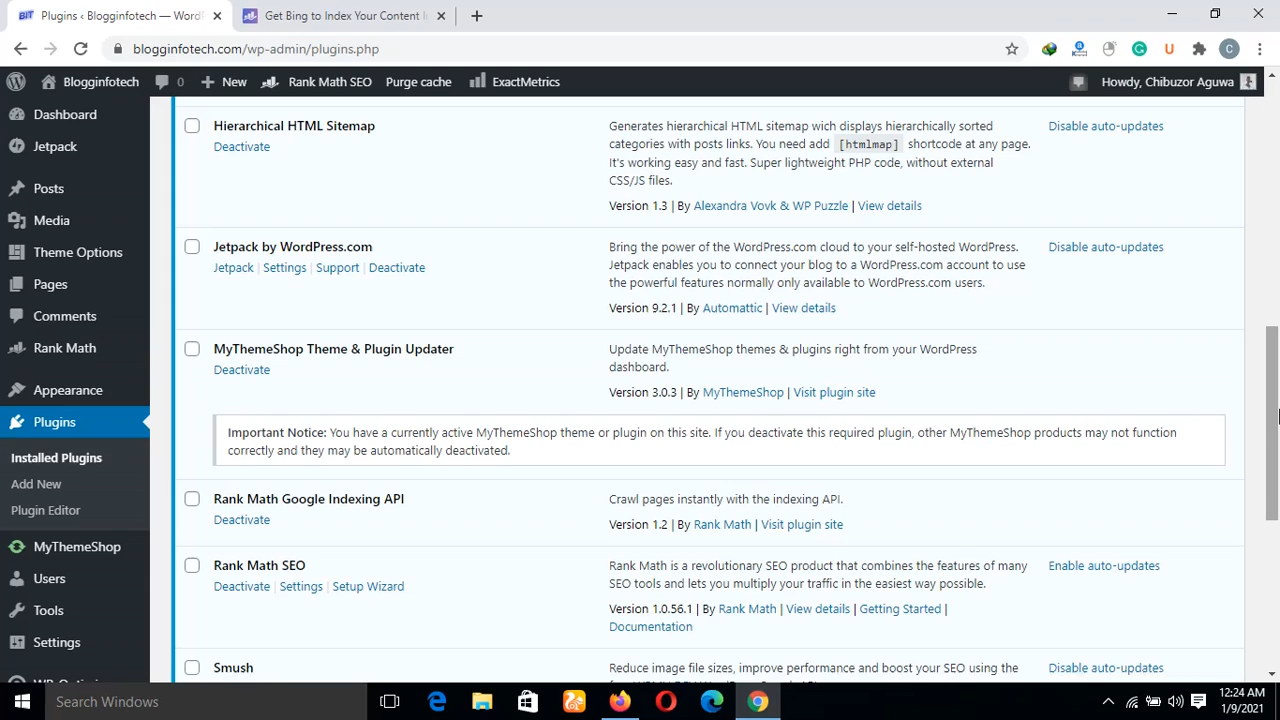 Plugins ‹ Blogginfotech — Word
Get Bing to Index Your Content I
blogginfotech.com/wp-admin/plugins.php
C
Blogginfotech
0
New
Rank Math SEO
Purge cache
ExactMetrics
Howdy, Chibuzor Aguwa
Dashboard
Jetpack
Posts
Media
Theme Options
Pages
Comments
Rank Math
Appearance
Plugins
Installed Plugins
Add New
Plugin Editor
MyThemeShop
Users
Tools
Settings
Hierarchical HTML Sitemap
Deactivate
Generates hierarchical HTML sitemap wich displays hierarchically sorted
categories with posts links. You need add [htmlmap] shortcode at any page.
It's working easy and fast. Super lightweight PHP code, without external
CSS/JS files.
Version 1.3 | By Alexandra Vovk & WP Puzzle | View details
Disable auto-updates
Jetpack by WordPress.com
Jetpack | Settings | Support | Deactivate
Bring the power of the WordPress.com cloud to your self-hosted WordPress.
Jetpack enables you to connect your blog to a WordPress.com account to use
the powerful features normally only available to WordPress.com users.
Version 9.2.1 | By Automattic | View details
Disable auto-updates
MyThemeShop Theme & Plugin Updater
Deactivate
Update MyThemeShop themes & plugins right from your WordPress
dashboard.
Version 3.0.3 | By MyThemeShop | Visit plugin site
Important Notice: You have a currently active MyThemeShop theme or plugin on this site. If you deactivate this required plugin, other MyThemeShop products may not function
correctly and they may be automatically deactivated.
Rank Math Google Indexing API
Deactivate
Crawl pages instantly with the indexing API.
Version 1.2 | By Rank Math | Visit plugin site
Rank Math SEO
Deactivate | Settings | Setup Wizard
Rank Math is a revolutionary SEO product that combines the features of many
SEO tools and lets you multiply your traffic in the easiest way possible.
Version 1.0.56.1 | By Rank Math | View details | Getting Started |
Documentation
Enable auto-updates
Smush
Reduce image file sizes, improve performance and boost your SEO using the
Disable auto-updates
Search Windows
12:24 AM
1/9/2021